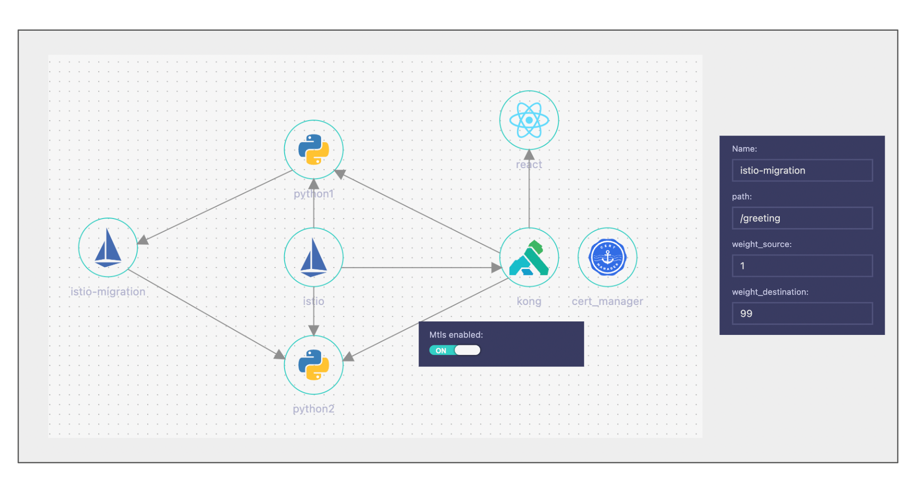 react
python1
istio-migration
istio
kong
cert_manager
python2
Mtls enabled:
ON
Name:
istio-migration
path:
/greeting
weight_source:
1
weight_destination:
99